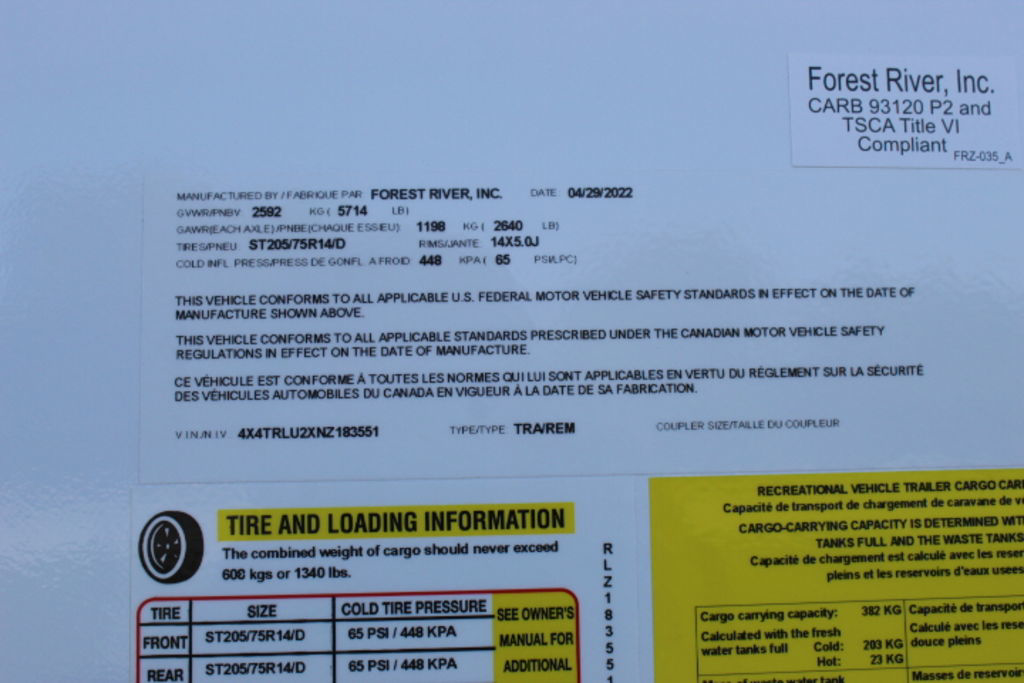 Forest River, Inc.
CARB 93120 P2 and
TSCA Title VI
Compliant
FRZ-035_A
MANUFACTURED BY / FABRIQUE PAR FOREST RIVER, INC. DATE 04/29/2022
GVWR/PNBV 2592 KG ( 5714 LB)
GAWR(EACH AXLE)/PNBE(CHAQUE ESSIEU) 1198 KG ( 2640 LB)
TIRES/PNEU ST205/75R14/D RIMS/JANTE 14X5.0J
COLD INFL PRESS/PRESS DE GONFL A FROID 448 KPA ( 65 PSI/LPC)
THIS VEHICLE CONFORMS TO ALL APPLICABLE U.S. FEDERAL MOTOR VEHICLE SAFETY STANDARDS IN EFFECT ON THE DATE OF
MANUFACTURE SHOWN ABOVE.
THIS VEHICLE CONFORMS TO ALL APPLICABLE STANDARDS PRESCRIBED UNDER THE CANADIAN MOTOR VEHICLE SAFETY
REGULATIONS IN EFFECT ON THE DATE OF MANUFACTURE.
CE VÉHICULE EST CONFORME À TOUTES LES NORMES QUI LUI SONT APPLICABLES EN VERTU DU RÉGLEMENT SUR LA SÉCURITÉ
DES VÉHICULES AUTOMOBILES DU CANADA EN VIGUEUR À LA DATE DE SA FABRICATION.
V.I.N./N.I.V. 4X4TRLU2XNZ183551 TYPE/TYPE TRA/REM COUPLER SIZE/TAILLE DU COUPLEUR
TIRE AND LOADING INFORMATION
The combined weight of cargo should never exceed
608 kgs or 1340 lbs.
TIRE SIZE COLD TIRE PRESSURE SEE OWNER'S
FRONT ST205/75R14/D 65 PSI / 448 KPA MANUAL FOR
REAR ST205/75R14/D 65 PSI / 448 KPA ADDITIONAL
R
L
Z
1
8
3
5
5
1
RECREATIONAL VEHICLE TRAILER CARGO CAR
Capacité de transport de chargement de caravane de v
CARGO-CARRYING CAPACITY IS DETERMINED WIT
TANKS FULL AND THE WASTE TANKS
Capacité de chargement est calculé avec les reser
pleins et les reservoirs d'eaux usees
Cargo carrying capacity: 382 KG Capacité de transpor
Calculated with the fresh Calculé avec les rese
water tanks full Cold: 203 KG douce pleins
Hot: 23 KG
Mass of waste water tank Masses de reservoir